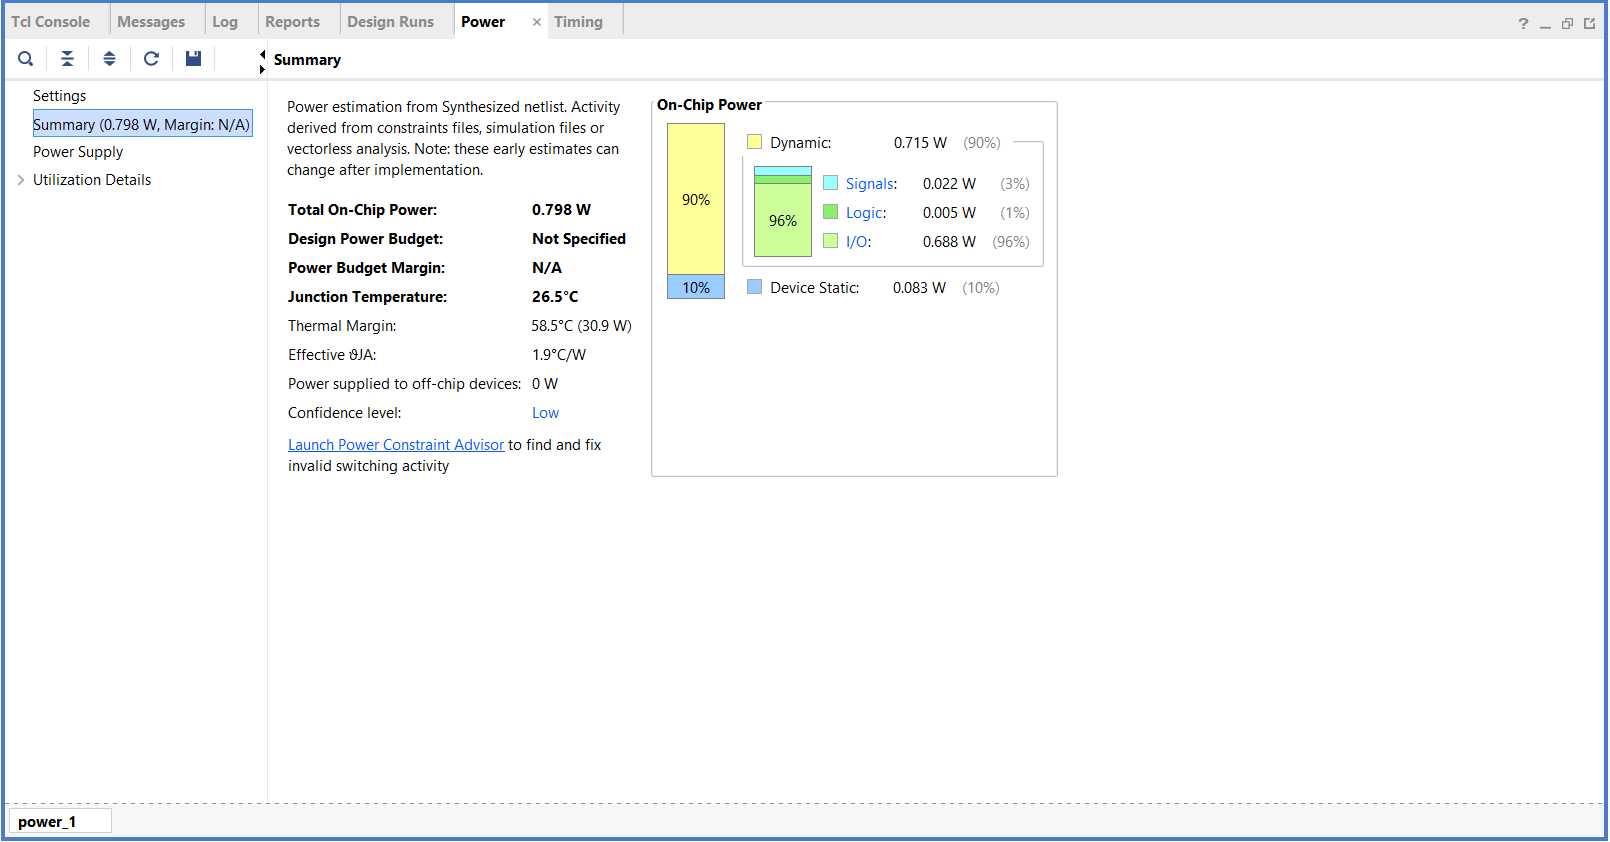 Tcl Console Messages Log Reports Design Runs Power × Timing ?
Summary
Settings
Summary (0.798 W, Margin: N/A)
Power Supply
Utilization Details
Power estimation from Synthesized netlist. Activity
derived from constraints files, simulation files or
vectorless analysis. Note: these early estimates can
change after implementation.
Total On-Chip Power: 0.798 W
Design Power Budget: Not Specified
Power Budget Margin: N/A
Junction Temperature: 26.5°C
Thermal Margin: 58.5°C (30.9 W)
Effective ϑJA: 1.9°C/W
Power supplied to off-chip devices: 0 W
Confidence level: Low
Launch Power Constraint Advisor to find and fix
invalid switching activity
On-Chip Power
90%
10%
Dynamic: 0.715 W (90%)
96%
Signals: 0.022 W (3%)
Logic: 0.005 W (1%)
I/O: 0.688 W (96%)
Device Static: 0.083 W (10%)
power_1